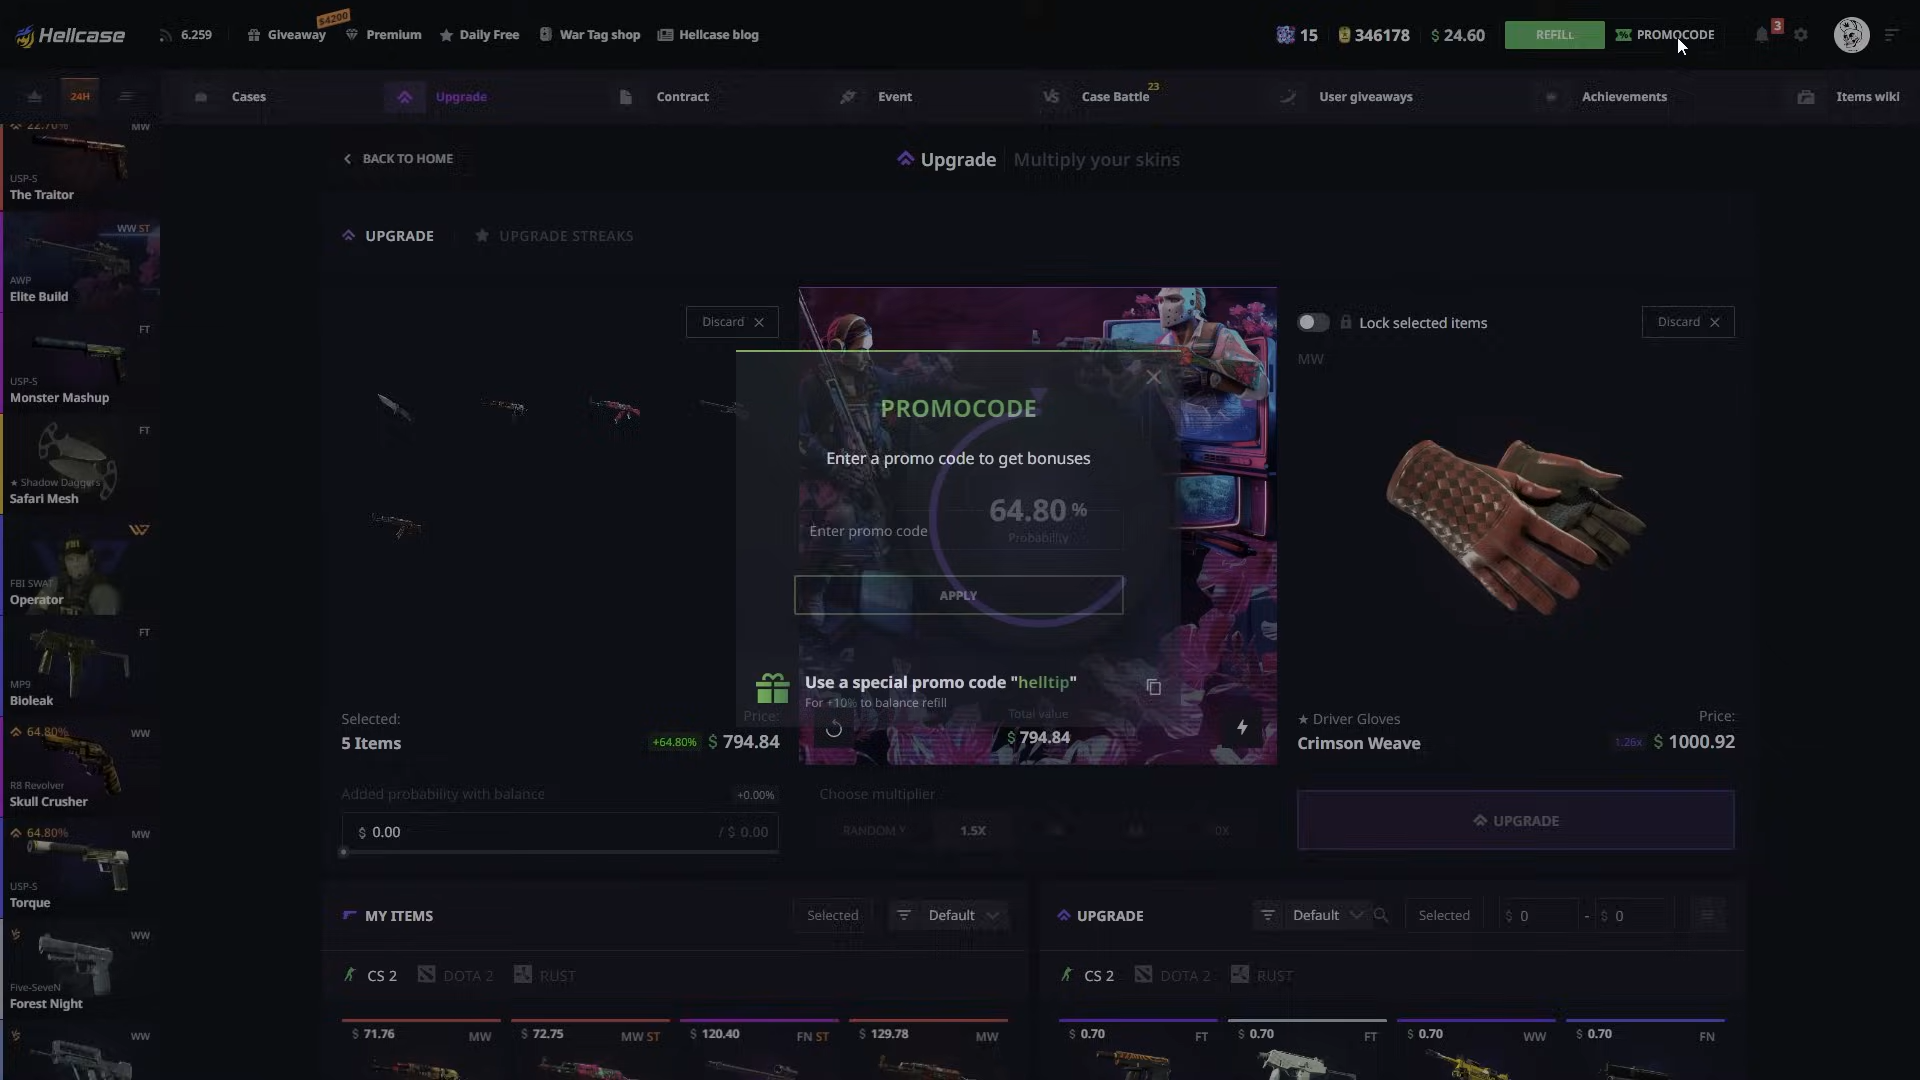 Hellcase
6.259
Giveaway
$4200
Premium
Daily Free
War Tag shop
Hellcase blog
15
346178
$ 24.60
REFILL
PROMOCODE
3
24H
Cases
Upgrade
Contract
Event
VS
Case Battle
23
User giveaways
Achievements
Items wiki
22.70%
MW
USP-S
The Traitor
WW ST
AWP
Elite Build
FT
USP-S
Monster Mashup
FT
★ Shadow Daggers
Safari Mesh
FBI SWAT
Operator
FT
MP9
Bioleak
64.80%
WW
R8 Revolver
Skull Crusher
64.80%
MW
USP-S
Torque
WW
Five-SeveN
Forest Night
WW
BACK TO HOME
Upgrade
Multiply your skins
UPGRADE
UPGRADE STREAKS
Discard
Lock selected items
Discard
MW
PROMOCODE
Enter a promo code to get bonuses
64.80 %
Probability
Enter promo code
APPLY
Use a special promo code "helltip"
For +10% to balance refill
Selected:
5 Items
Price:
+64.80%
$ 794.84
Total value
$ 794.84
★ Driver Gloves
Crimson Weave
Price:
1.26x
$ 1000.92
Added probability with balance
+0.00%
$ 0.00
/ $ 0.00
Choose multiplier
RANDOM
1.5X
UPGRADE
MY ITEMS
Selected
Default
UPGRADE
Default
Selected
$ 0
-
$ 0
CS 2
DOTA 2
RUST
CS 2
DOTA 2
RUST
$ 71.76
MW
$ 72.75
MW ST
$ 120.40
FN ST
$ 129.78
MW
$ 0.70
FT
$ 0.70
FT
$ 0.70
WW
$ 0.70
FN